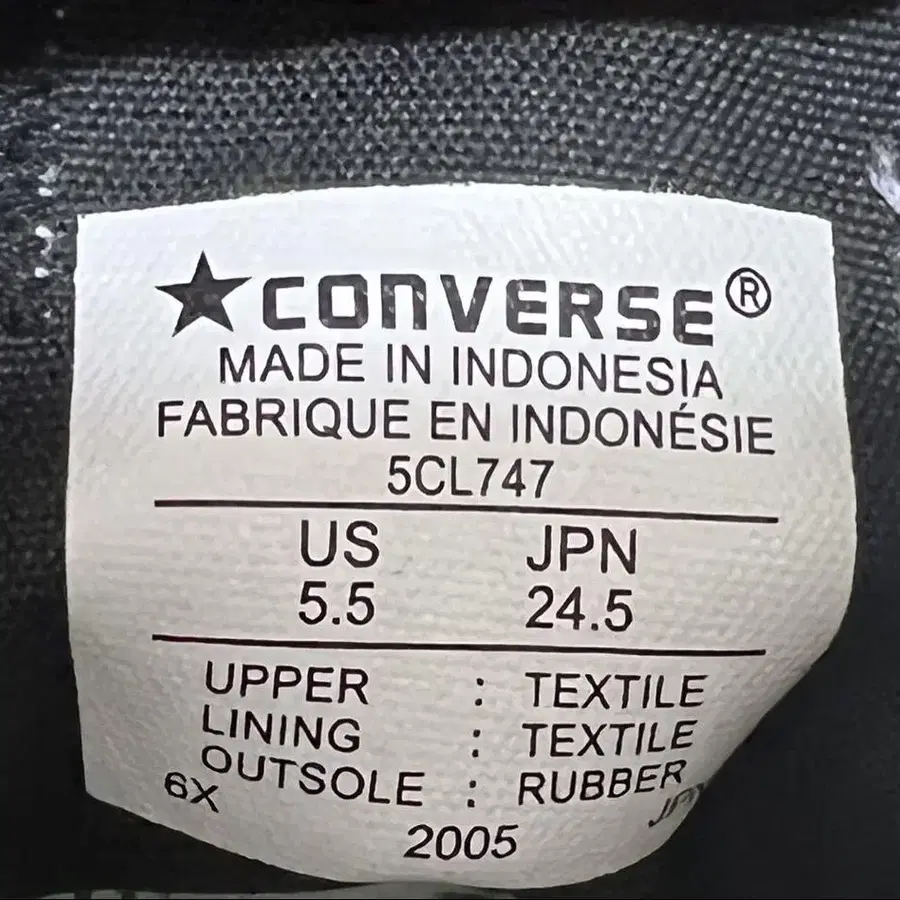 ★CONVERSE®
MADE IN INDONESIA
FABRIQUE EN INDONÉSIE
5CL747
US JPN
5.5 24.5
UPPER : TEXTILE
LINING : TEXTILE
OUTSOLE : RUBBER
6X
2005